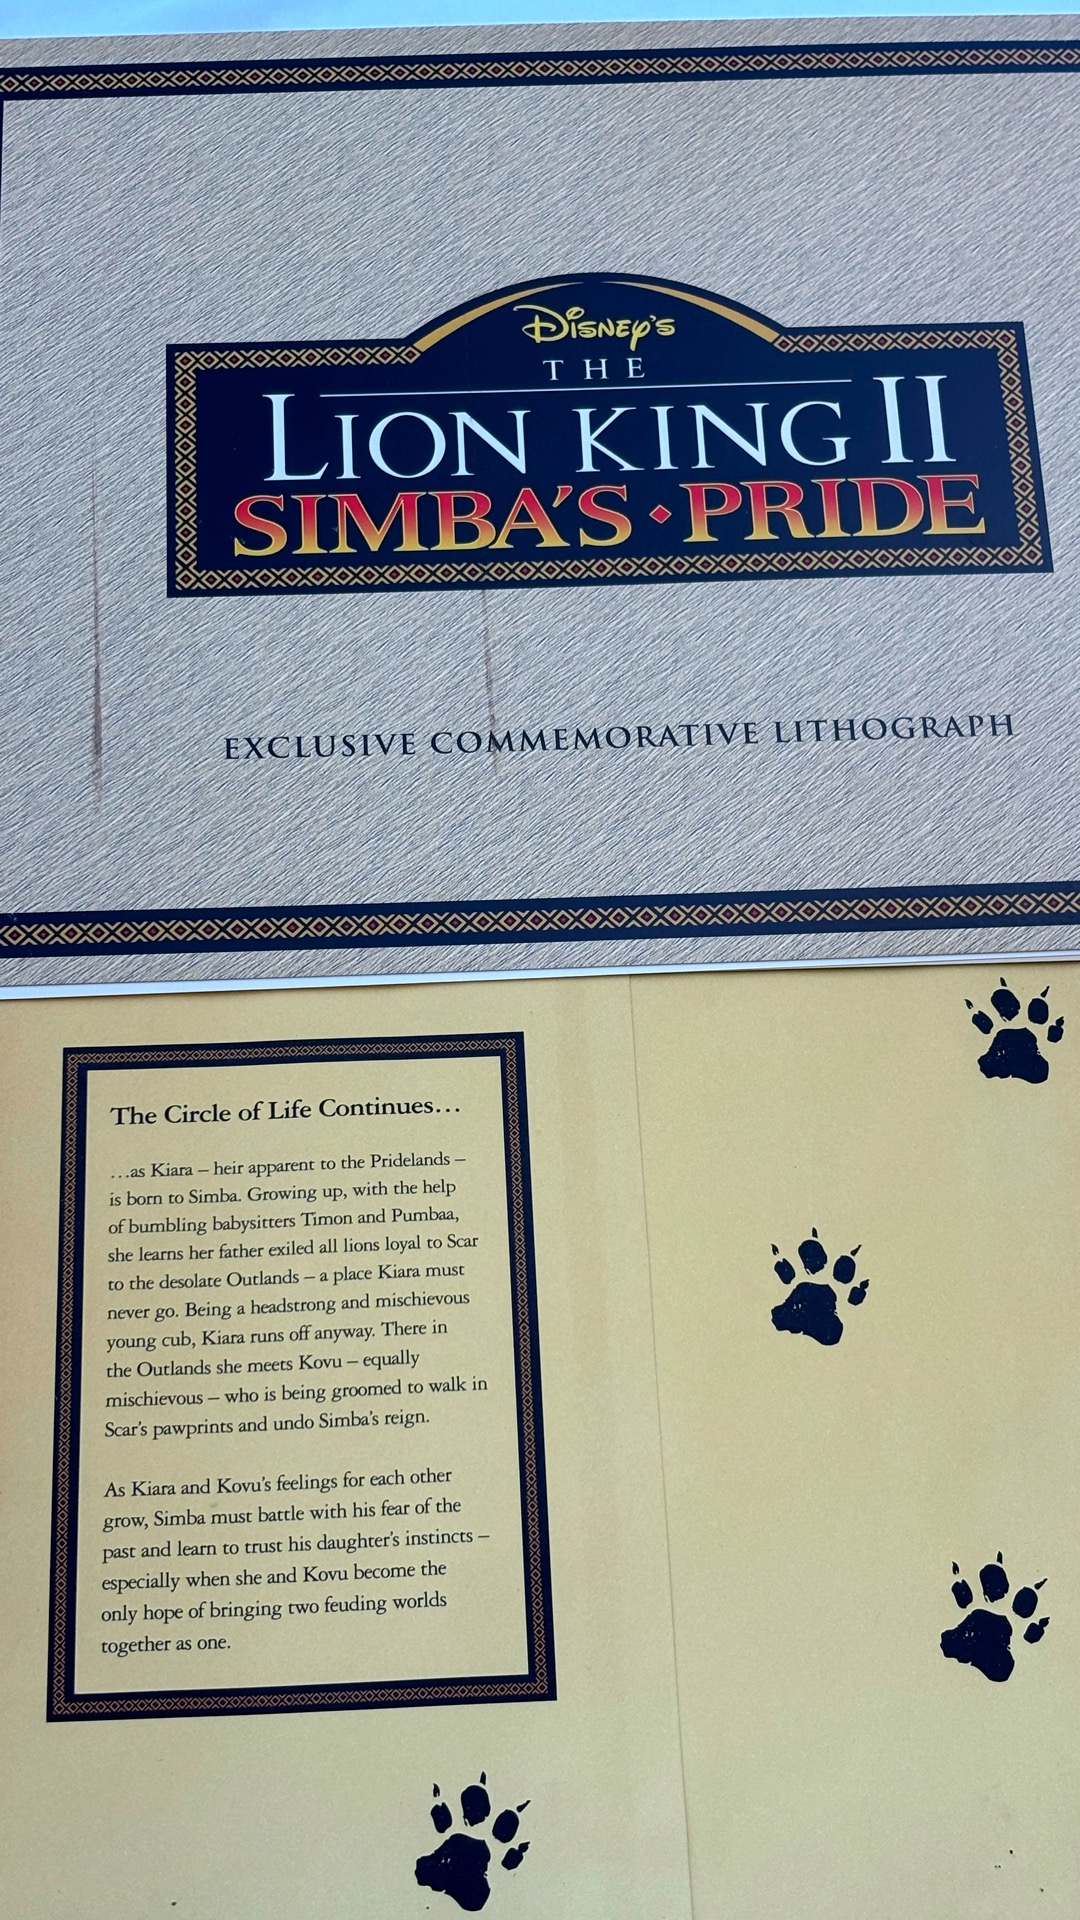 Disney's
THE
LION KING II
SIMBA'S • PRIDE
EXCLUSIVE COMMEMORATIVE LITHOGRAPH
The Circle of Life Continues…
…as Kiara – heir apparent to the Pridelands –
is born to Simba. Growing up, with the help
of bumbling babysitters Timon and Pumbaa,
she learns her father exiled all lions loyal to Scar
to the desolate Outlands – a place Kiara must
never go. Being a headstrong and mischievous
young cub, Kiara runs off anyway. There in
the Outlands she meets Kovu – equally
mischievous – who is being groomed to walk in
Scar's pawprints and undo Simba's reign.
As Kiara and Kovu's feelings for each other
grow, Simba must battle with his fear of the
past and learn to trust his daughter's instincts –
especially when she and Kovu become the
only hope of bringing two feuding worlds
together as one.